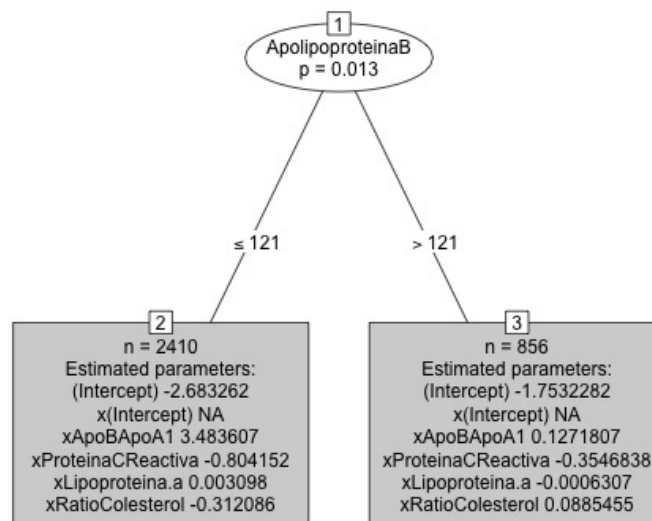 1
ApolipoproteinaB
p = 0.013
≤ 121
> 121
2
n = 2410
Estimated parameters:
(Intercept) -2.683262
x(Intercept) NA
xApoBApoA1 3.483607
xProteinaCReactiva -0.804152
xLipoproteina.a 0.003098
xRatioColesterol -0.312086
3
n = 856
Estimated parameters:
(Intercept) -1.7532282
x(Intercept) NA
xApoBApoA1 0.1271807
xProteinaCReactiva -0.3546838
xLipoproteina.a -0.0006307
xRatioColesterol 0.0885455